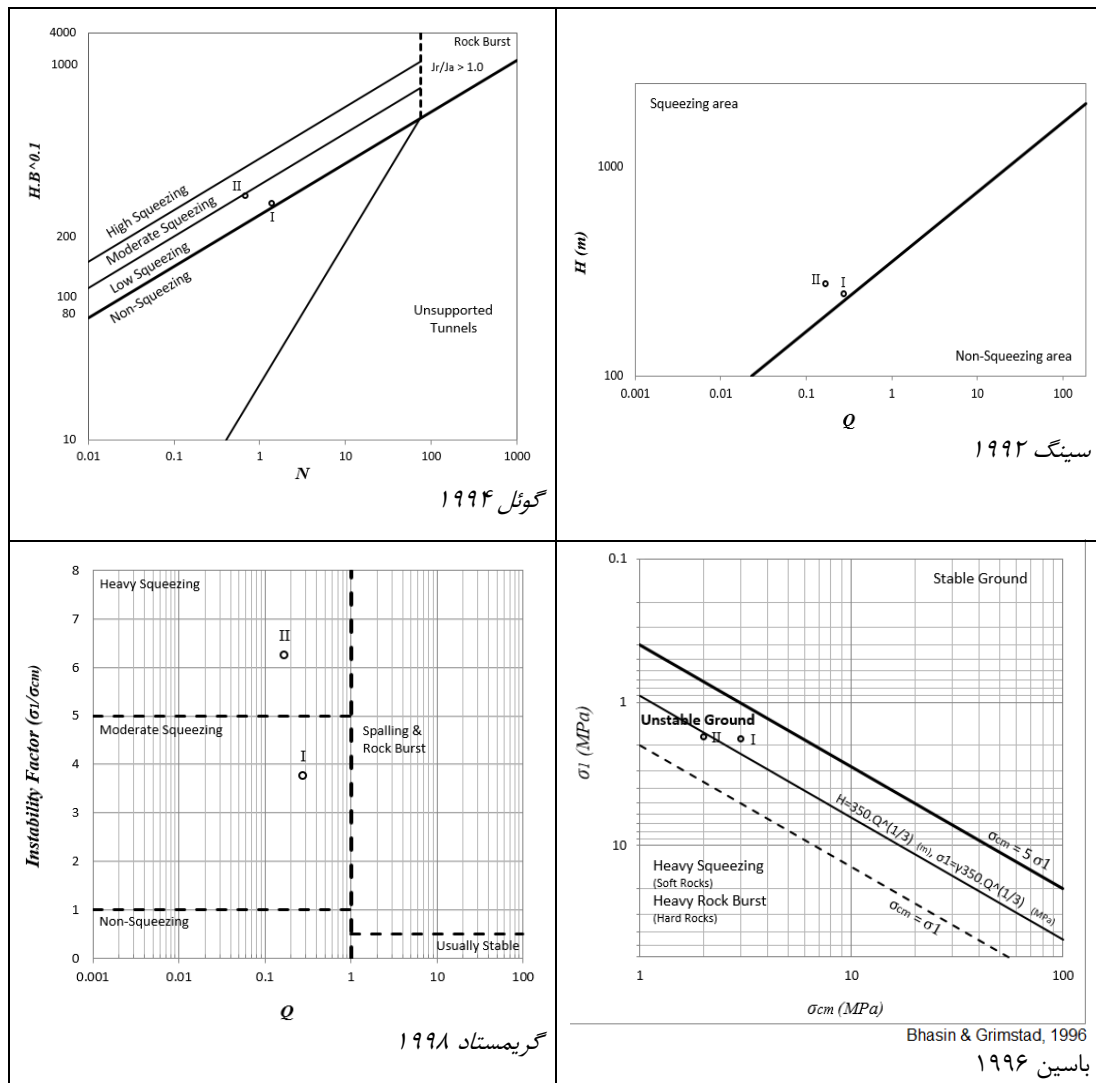 4000
1000
200
100
80
10
H.B^0.1
Rock Burst
Jr/Ja > 1.0
High Squeezing
Moderate Squeezing
Low Squeezing
Non-Squeezing
II
I
Unsupported
Tunnels
0.01
0.1
1
10
100
1000
N
گوئل ۱۹۹۴
Squeezing area
1000
100
H (m)
II
I
Non-Squeezing area
0.001
0.01
0.1
1
10
100
Q
سینگ ۱۹۹۲
8
7
6
5
4
3
2
1
0
Instability Factor (σ1/σcm)
Heavy Squeezing
II
Moderate Squeezing
Spalling &
Rock Burst
I
Non-Squeezing
Usually Stable
0.001
0.01
0.1
1
10
100
Q
گریمستاد ۱۹۹۸
0.1
1
10
σ1 (MPa)
Stable Ground
Unstable Ground
II
I
H=350.Q^(1/3) (m), σ1=γ350.Q^(1/3) (MPa)
σcm = 5 σ1
σcm = σ1
Heavy Squeezing
(Soft Rocks)
Heavy Rock Burst
(Hard Rocks)
1
10
100
σcm (MPa)
Bhasin & Grimstad, 1996
باسین ۱۹۹۶